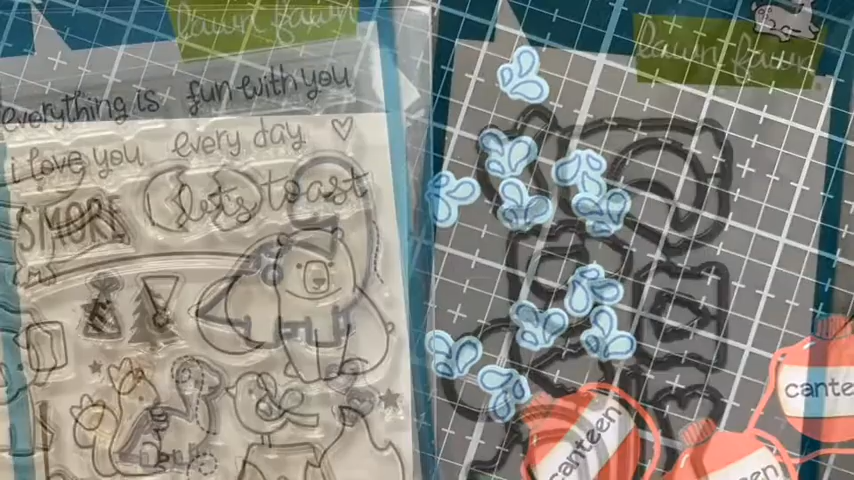 lawn fawn
lawn fawn
everything is fun with you
i love you every day
S'MORE let's toast
canteen
canteen
canteen